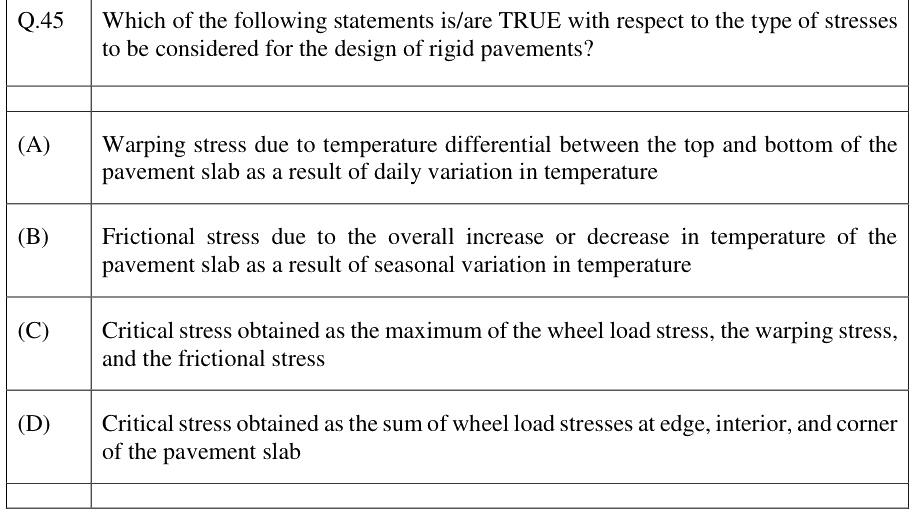 Q.45 Which of the following statements is/are TRUE with respect to the type of stresses
to be considered for the design of rigid pavements?
(A) Warping stress due to temperature differential between the top and bottom of the
pavement slab as a result of daily variation in temperature
(B) Frictional stress due to the overall increase or decrease in temperature of the
pavement slab as a result of seasonal variation in temperature
(C) Critical stress obtained as the maximum of the wheel load stress, the warping stress,
and the frictional stress
(D) Critical stress obtained as the sum of wheel load stresses at edge, interior, and corner
of the pavement slab